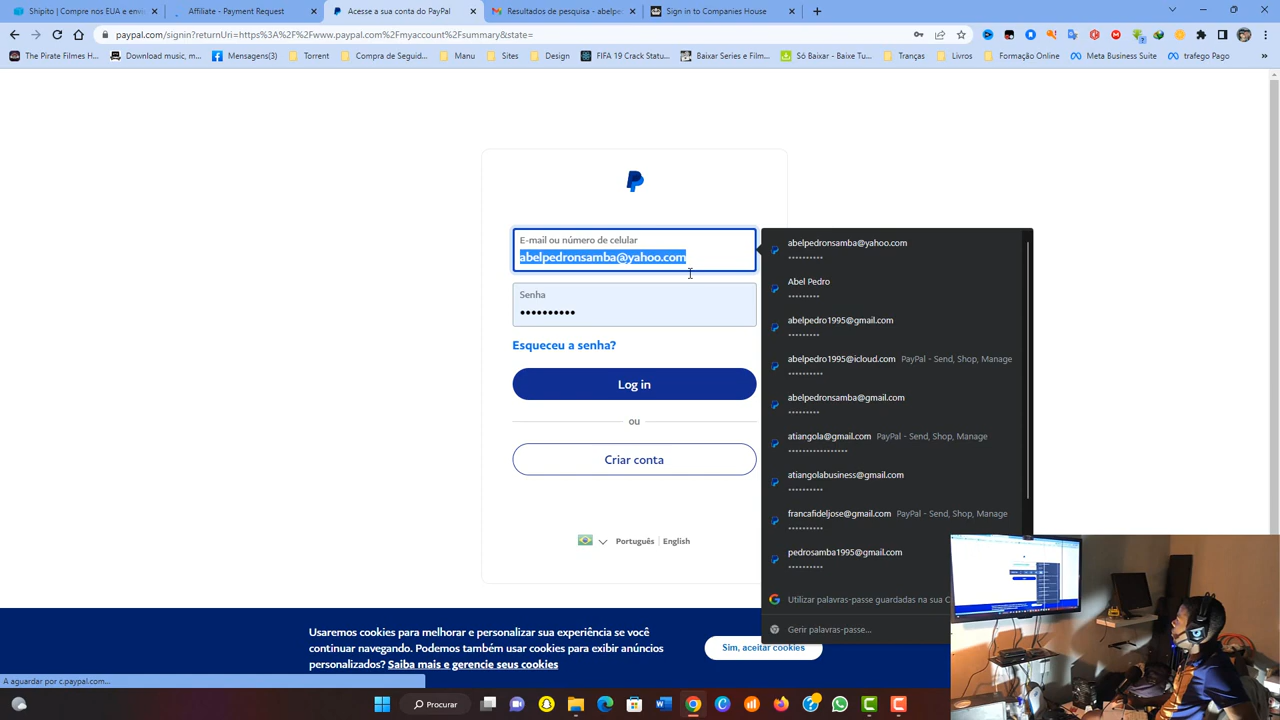 Shipito | Comece nos EUA e envie
Affiliate - Payment Request
Acesse a sua conta do PayPal
Resultados de pesquisa - abelpe
Sign in to Companies House
paypal.com/signin?returnUri=https%3A%2F%2Fwww.paypal.com%2Fmyaccount%2Fsummary&state=
The Pirate Filmes H...
Download music, m...
Mensagens(3)
Torrent
Compra de Seguid...
Manu
Sites
Design
FIFA 19 Crack Statu...
Baixar Series e Film...
Só Baixar - Baixe Tu...
Tranças
Livros
Formação Online
Meta Business Suite
trafego Pago
E-mail ou número de celular
abelpedronsamba@yahoo.com
Senha
Esqueceu a senha?
Log in
ou
Criar conta
Português
English
abelpedronsamba@yahoo.com
Abel Pedro
abelpedro1995@gmail.com
abelpedro1995@icloud.com PayPal - Send, Shop, Manage
abelpedronsamba@gmail.com
atiangola@gmail.com PayPal - Send, Shop, Manage
atiangolabusiness@gmail.com
francafideljose@gmail.com PayPal - Send, Shop, Manage
pedrosamba1995@gmail.com
Utilizar palavras-passe guardadas na sua C
Gerir palavras-passe...
Usaremos cookies para melhorar e personalizar sua experiência se você
continuar navegando. Podemos também usar cookies para exibir anúncios
personalizados? Saiba mais e gerencie seus cookies
Sim, aceitar cookies
A aguardar por c.paypal.com...
Procurar